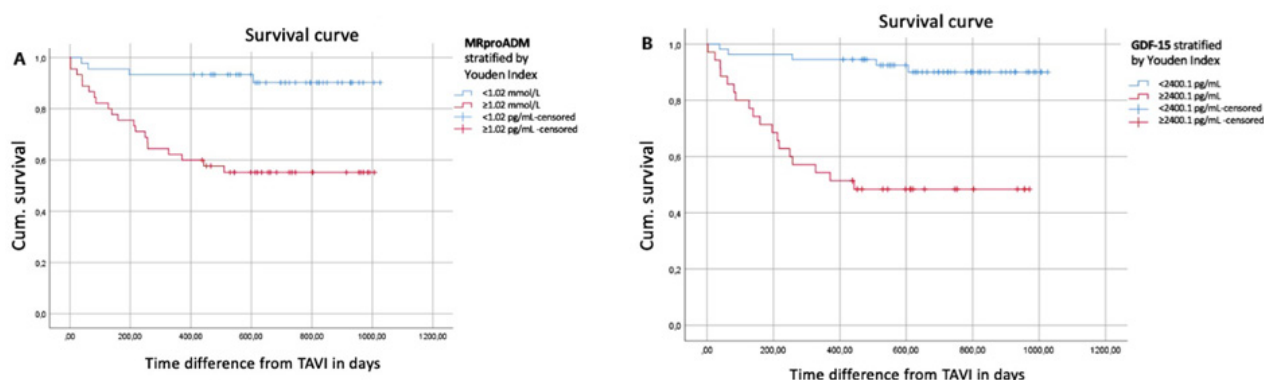 A
Survival curve
MRproADM
stratified by
Youden Index
<1.02 mmol/L
≥1.02 mmol/L
<1.02 pg/mL-censored
≥1.02 pg/mL -censored
1,0
0,8
0,6
0,4
0,2
0,0
Cum. survival
,00 200,00 400,00 600,00 800,00 1000,00 1200,00
Time difference from TAVI in days
B
Survival curve
GDF-15 stratified
by Youden Index
<2400.1 pg/mL
≥2400.1 pg/mL
<2400.1 pg/mL-censored
≥2400.1 pg/mL-censored
1,0
0,8
0,6
0,4
0,2
0,0
Cum. survival
,00 200,00 400,00 600,00 800,00 1000,00 1200,00
Time difference from TAVI in days